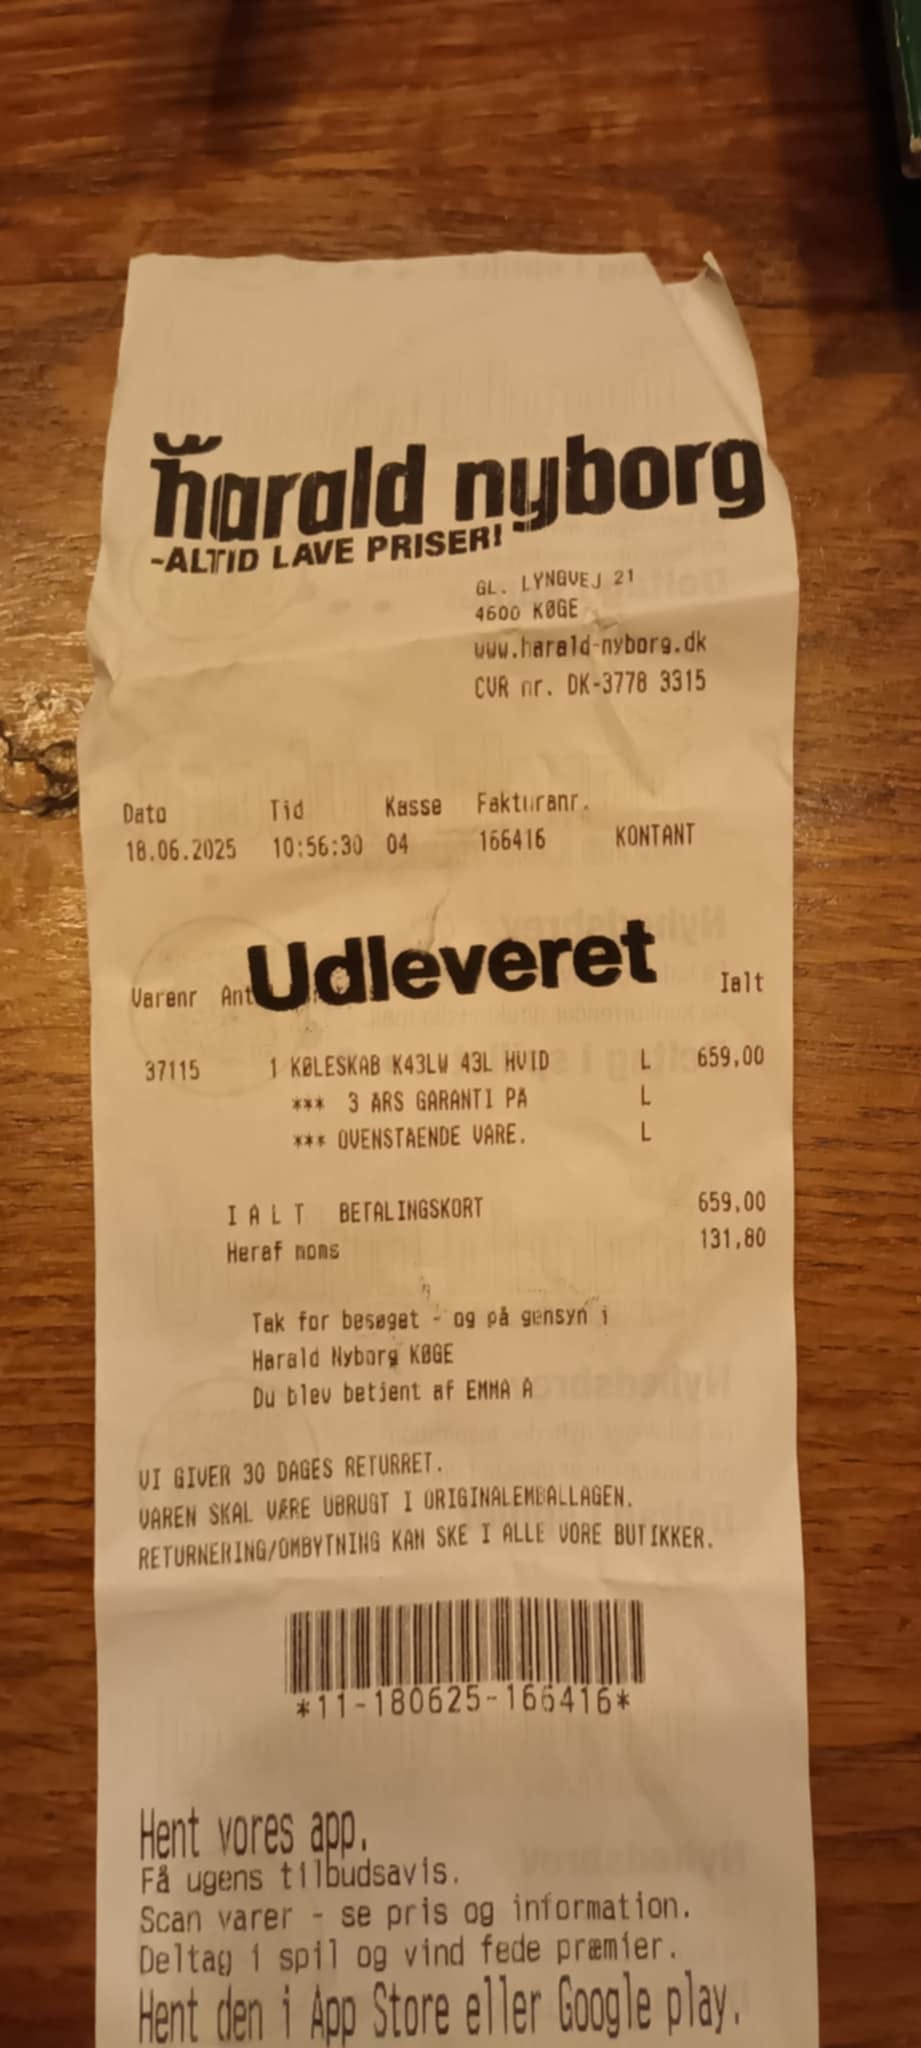 harald nyborg
-ALTID LAVE PRISER!
GL. LYNGVEJ 21
4600 KØGE
www.harald-nyborg.dk
CVR nr. DK-3778 3315
Dato Tid Kasse Fakturanr.
18.06.2025 10:56:30 04 166416 KONTANT
Udleveret
Varenr Ant Ialt
37115 1 KØLESKAB K43LW 43L HVID L 659,00
*** 3 ARS GARANTI PA L
*** OVENSTAENDE VARE. L
I A L T BETALINGSKORT 659,00
Heraf moms 131,80
Tak for besøget - og på gensyn i
Harald Nyborg KØGE
Du blev betjent af EMMA A
VI GIVER 30 DAGES RETURRET.
VAREN SKAL VÆRE UBRUGT I ORIGINALEMBALLAGEN.
RETURNERING/OMBYTNING KAN SKE I ALLE VORE BUTIKKER.
*11-180625-166416*
Hent vores app.
Få ugens tilbudsavis.
Scan varer - se pris og information.
Deltag i spil og vind fede præmier.
Hent den i App Store eller Google play.